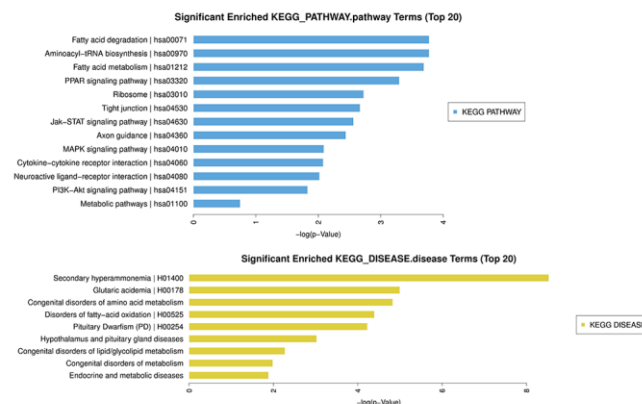 Significant Enriched KEGG_PATHWAY.pathway Terms (Top 20)
Fatty acid degradation | hsa00071
Aminoacyl−tRNA biosynthesis | hsa00970
Fatty acid metabolism | hsa01212
PPAR signaling pathway | hsa03320
Ribosome | hsa03010
Tight junction | hsa04530
Jak−STAT signaling pathway | hsa04630
Axon guidance | hsa04360
MAPK signaling pathway | hsa04010
Cytokine−cytokine receptor interaction | hsa04060
Neuroactive ligand−receptor interaction | hsa04080
PI3K−Akt signaling pathway | hsa04151
Metabolic pathways | hsa01100
KEGG PATHWAY
0 1 2 3 4
−log(p−Value)
Significant Enriched KEGG_DISEASE.disease Terms (Top 20)
Secondary hyperammonemia | H01400
Glutaric acidemia | H00178
Congenital disorders of amino acid metabolism
Disorders of fatty−acid oxidation | H00525
Pituitary Dwarfism (PD) | H00254
Hypothalamus and pituitary gland diseases
Congenital disorders of lipid/glycolipid metabolism
Congenital disorders of metabolism
Endocrine and metabolic diseases
KEGG DISEASE
0 2 4 6 8
−log(p−Value)